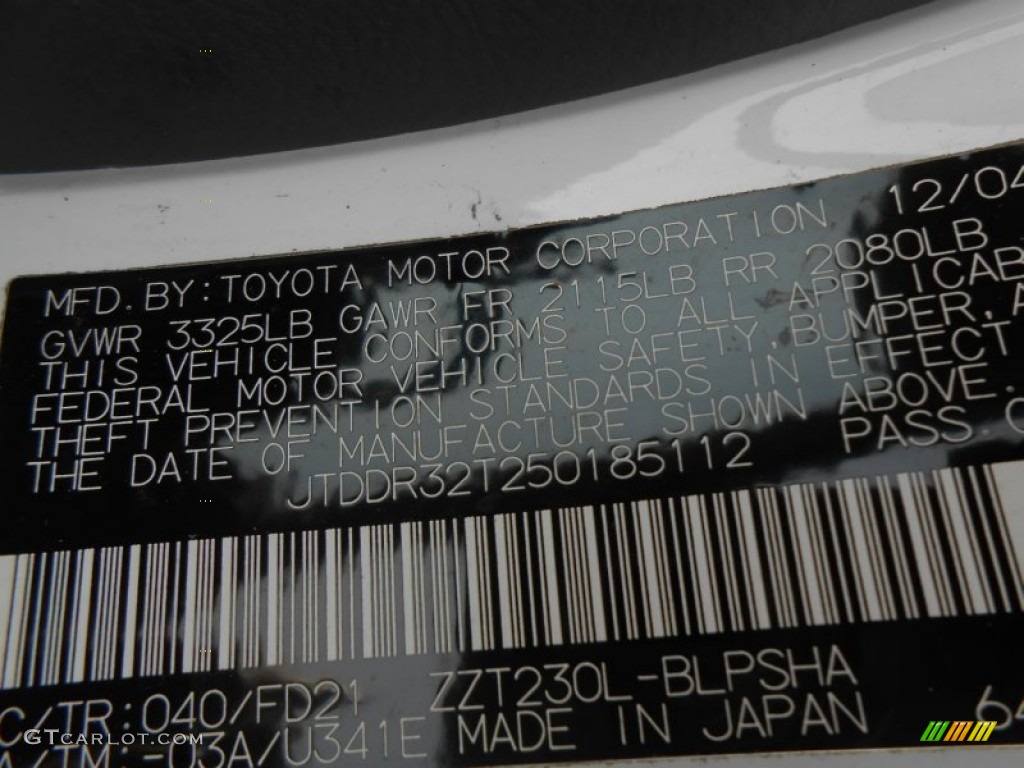 MFD. BY: TOYOTA MOTOR CORPORATION 12/04
GVWR 3325LB GAWR FR 2115LB RR 2080LB
THIS VEHICLE CONFORMS TO ALL APPLICAB
FEDERAL MOTOR VEHICLE SAFETY, BUMPER, A
THEFT PREVENTION STANDARDS IN EFFECT
THE DATE OF MANUFACTURE SHOWN ABOVE.
JTDDR32T250185112 PASS. C
C/TR: 040/FD21 ZZT230L-BLPSHA
A/TM: -03A/U341E MADE IN JAPAN 64
GTCARLOT.COM